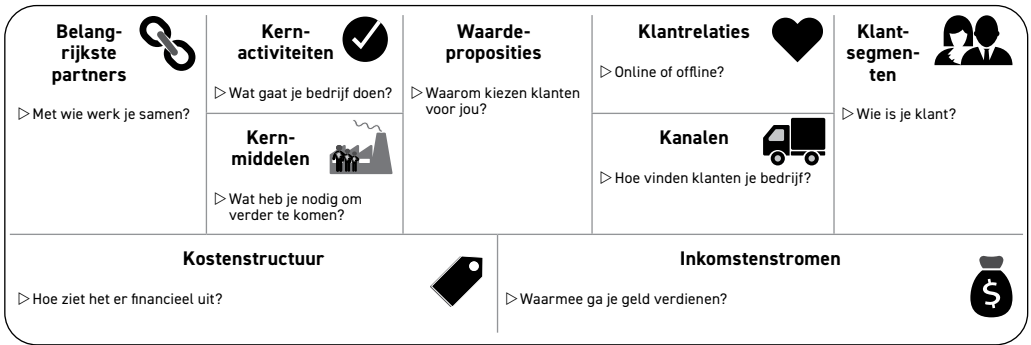 Belang-
rijkste
partners
▷ Met wie werk je samen?
Kern-
activiteiten
▷ Wat gaat je bedrijf doen?
Kern-
middelen
▷ Wat heb je nodig om
verder te komen?
Waarde-
proposities
▷ Waarom kiezen klanten
voor jou?
Klantrelaties
▷ Online of offline?
Kanalen
▷ Hoe vinden klanten je bedrijf?
Klant-
segmen-
ten
▷ Wie is je klant?
Kostenstructuur
▷ Hoe ziet het er financieel uit?
Inkomstenstromen
▷ Waarmee ga je geld verdienen?
$